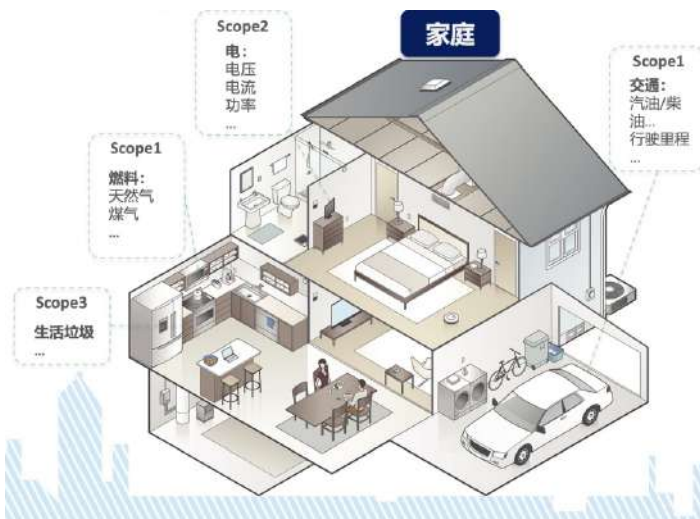 家庭
Scope2
电：
电压
电流
功率
...
Scope1
交通：
汽油/柴
油...
行驶里程
...
Scope1
燃料：
天然气
煤气
...
Scope3
生活垃圾
...